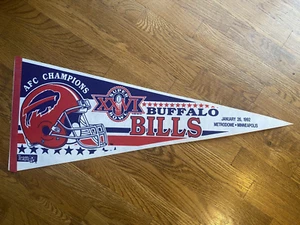 AFC CHAMPIONS
XXVI
SUPER BOWL
BUFFALO
BILLS
JANUARY 26, 1992
METRODOME • MINNEAPOLIS